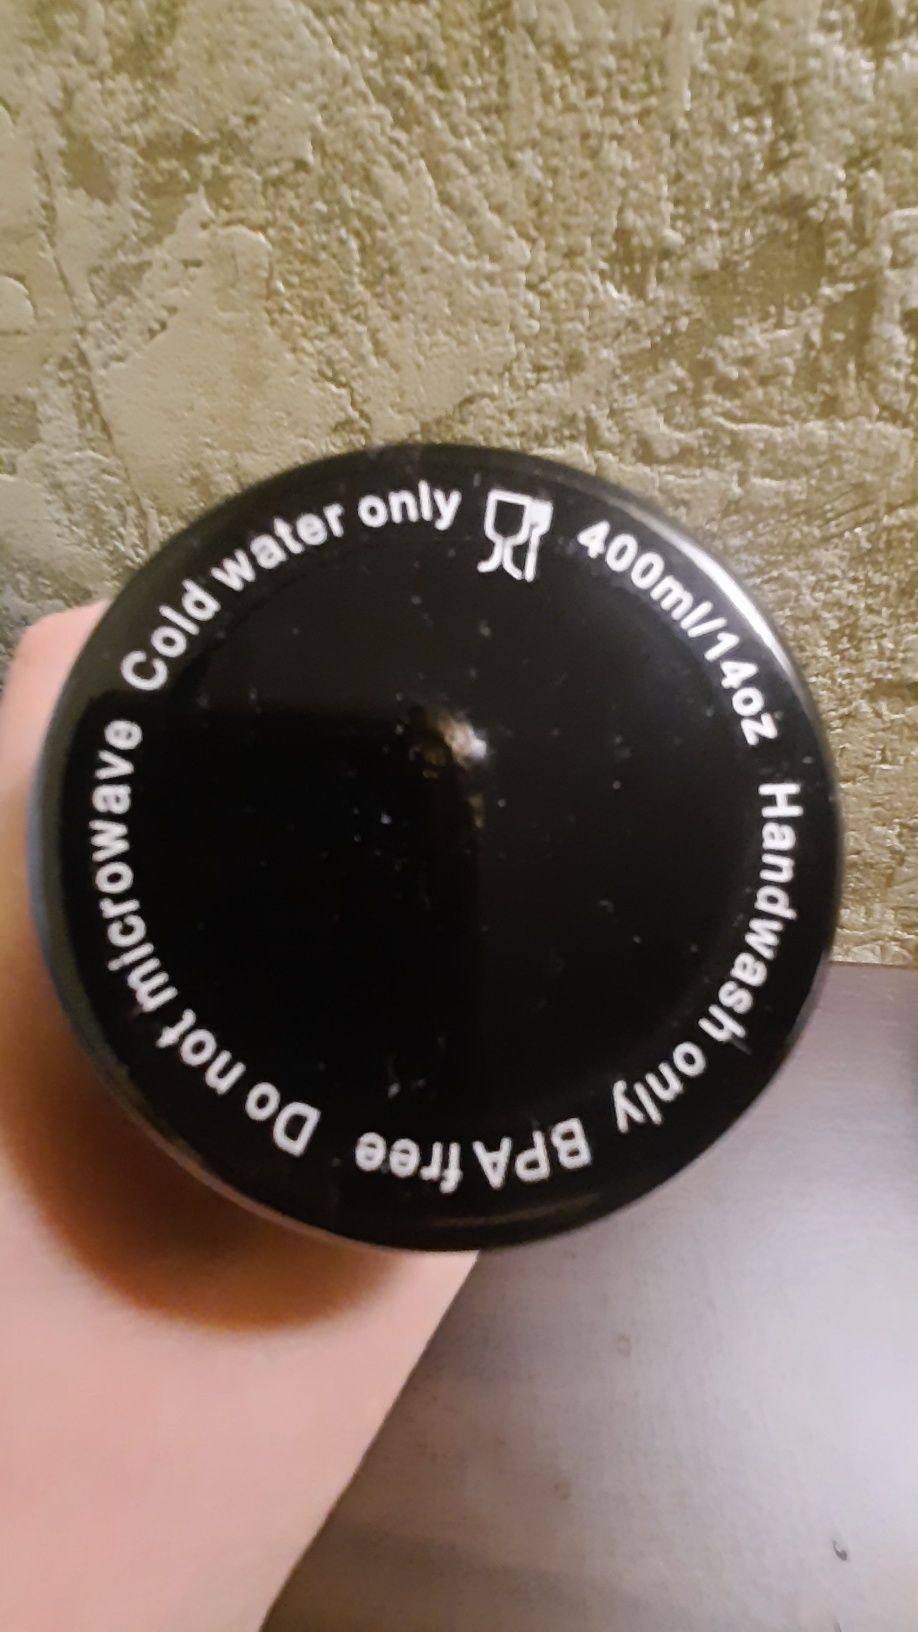 Cold water only
400ml/14oz
Handwash only
BPA free
Do not microwave